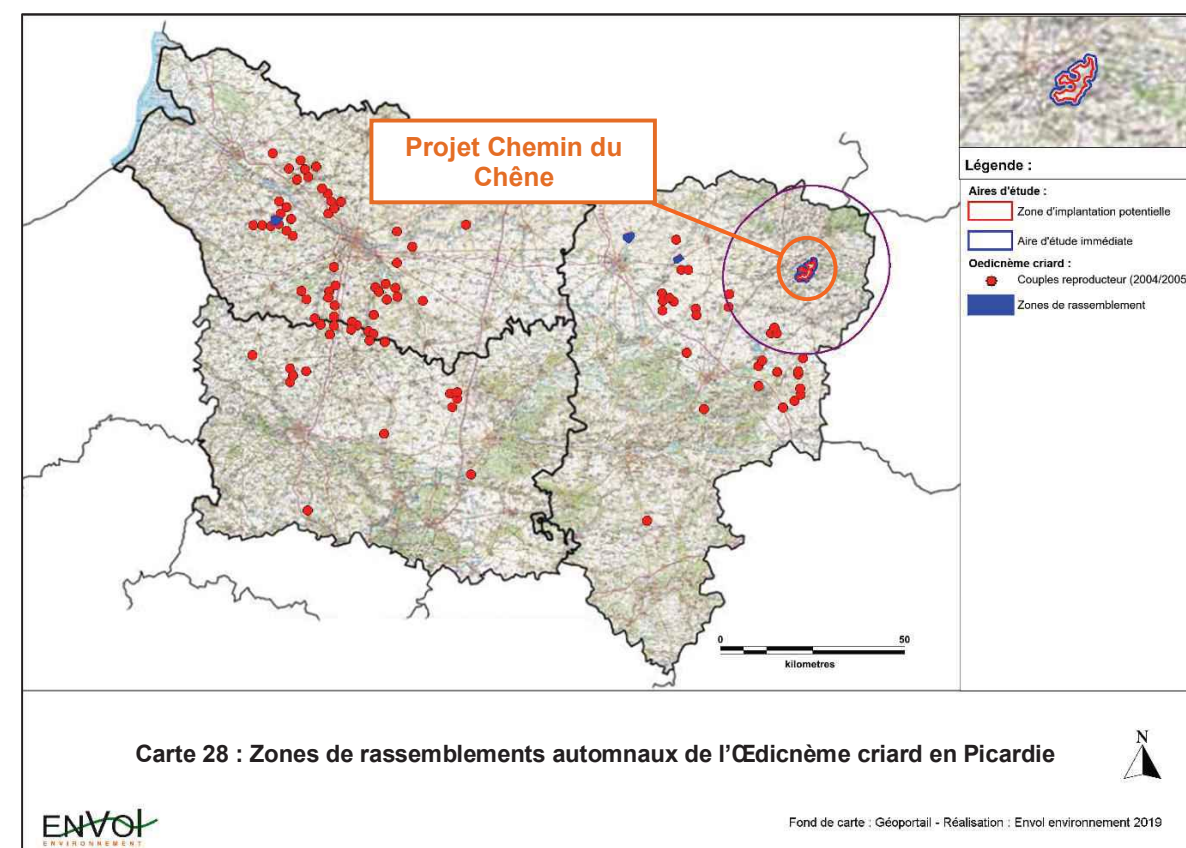 Projet Chemin du
Chêne
Légende :
Aires d'étude :
Zone d'implantation potentielle
Aire d'étude immédiate
Oedicnème criard :
Couples reproducteur (2004/2005
Zones de rassemblement
0
50
kilometres
Carte 28 : Zones de rassemblements automnaux de l'Œdicnème criard en Picardie
N
ENVOl
ENVIRONNEMENT
Fond de carte : Géoportail - Réalisation : Envol environnement 2019